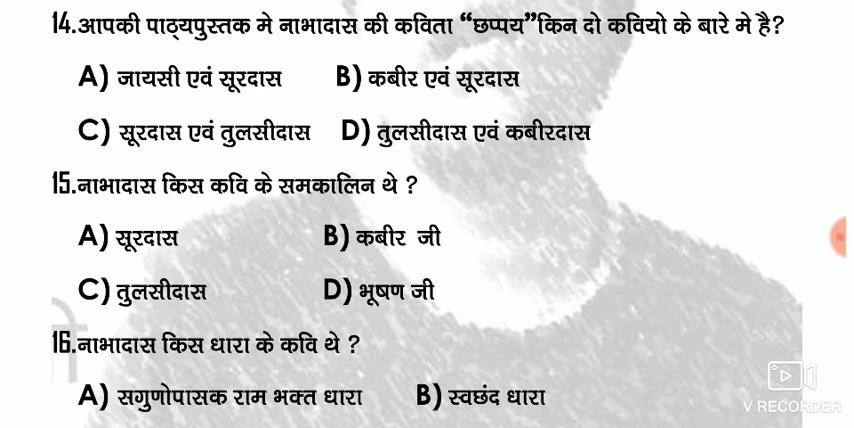 14.आपकी पाठ्यपुस्तक मे नाभादास की कविता “छप्पय”किन दो कवियो के बारे मे है?
A) जायसी एवं सूरदास B) कबीर एवं सूरदास
C) सूरदास एवं तुलसीदास D) तुलसीदास एवं कबीरदास
15.नाभादास किस कवि के समकालिन थे ?
A) सूरदास B) कबीर जी
C) तुलसीदास D) भूषण जी
16.नाभादास किस धारा के कवि थे ?
A) सगुणोपासक राम भक्त धारा B) स्वछंद धारा
V RECORDER